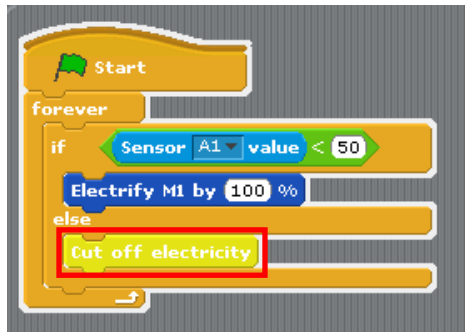 Start
forever
if Sensor A1 value < 50
Electrify M1 by 100 %
else
Cut off electricity